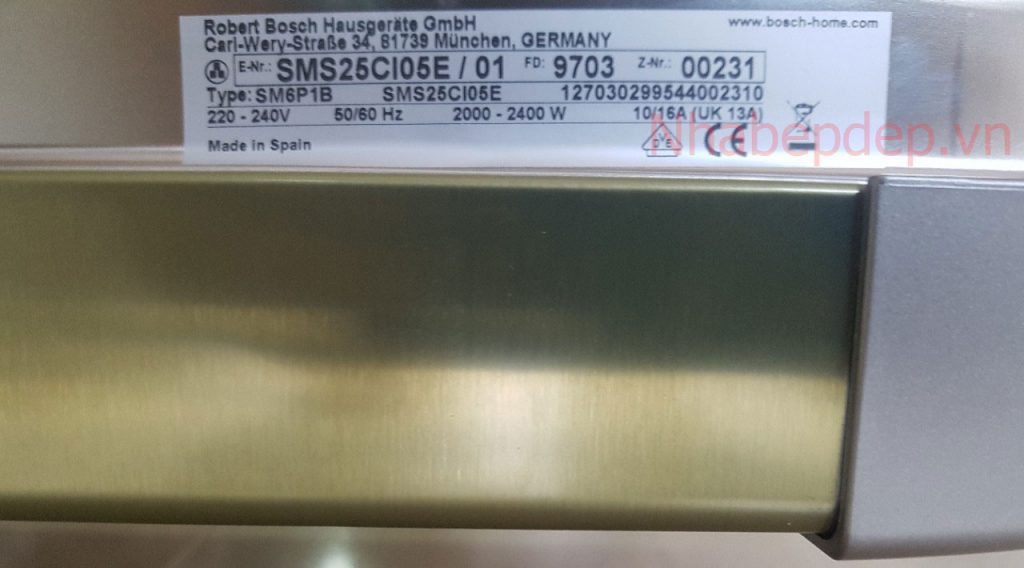 Robert Bosch Hausgeräte GmbH
www.bosch-home.com
Carl-Wery-Straße 34, 81739 München, GERMANY
E-Nr.: SMS25CI05E / 01 FD: 9703 Z-Nr.: 00231
Type: SM6P1B SMS25CI05E 127030299544002310
220 - 240V 50/60 Hz 2000 - 2400 W 10/16A (UK 13A)
Nhabepdep.vn
Made in Spain
DVE CE